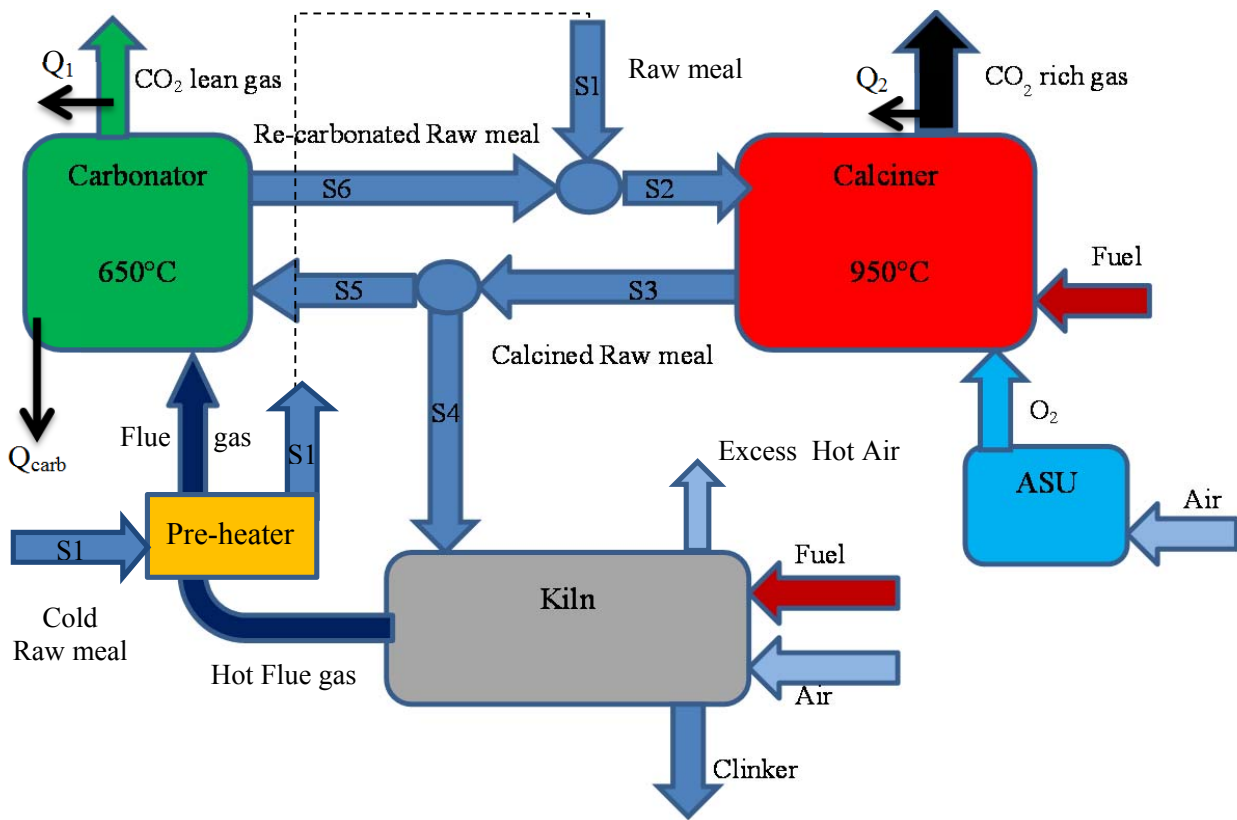 Q1
CO2 lean gas
S1
Raw meal
Q2
CO2 rich gas
Re-carbonated Raw meal
Carbonator
S6
S2
Calciner
650°C
S5
S3
950°C
Fuel
Calcined Raw meal
Qcarb
Flue gas
S1
S4
O2
Excess Hot Air
ASU
Air
S1
Pre-heater
Cold
Raw meal
Hot Flue gas
Kiln
Fuel
Air
Clinker